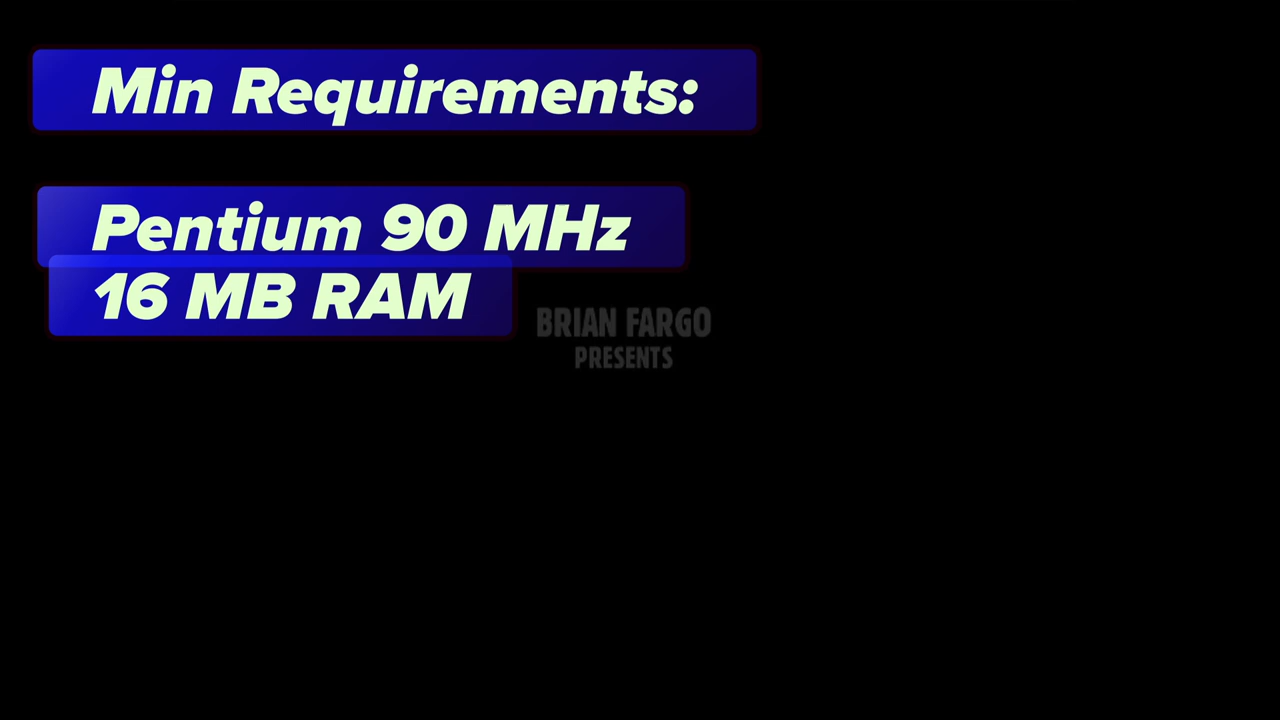 Min Requirements:
Pentium 90 MHz
16 MB RAM
BRIAN FARGO
PRESENTS